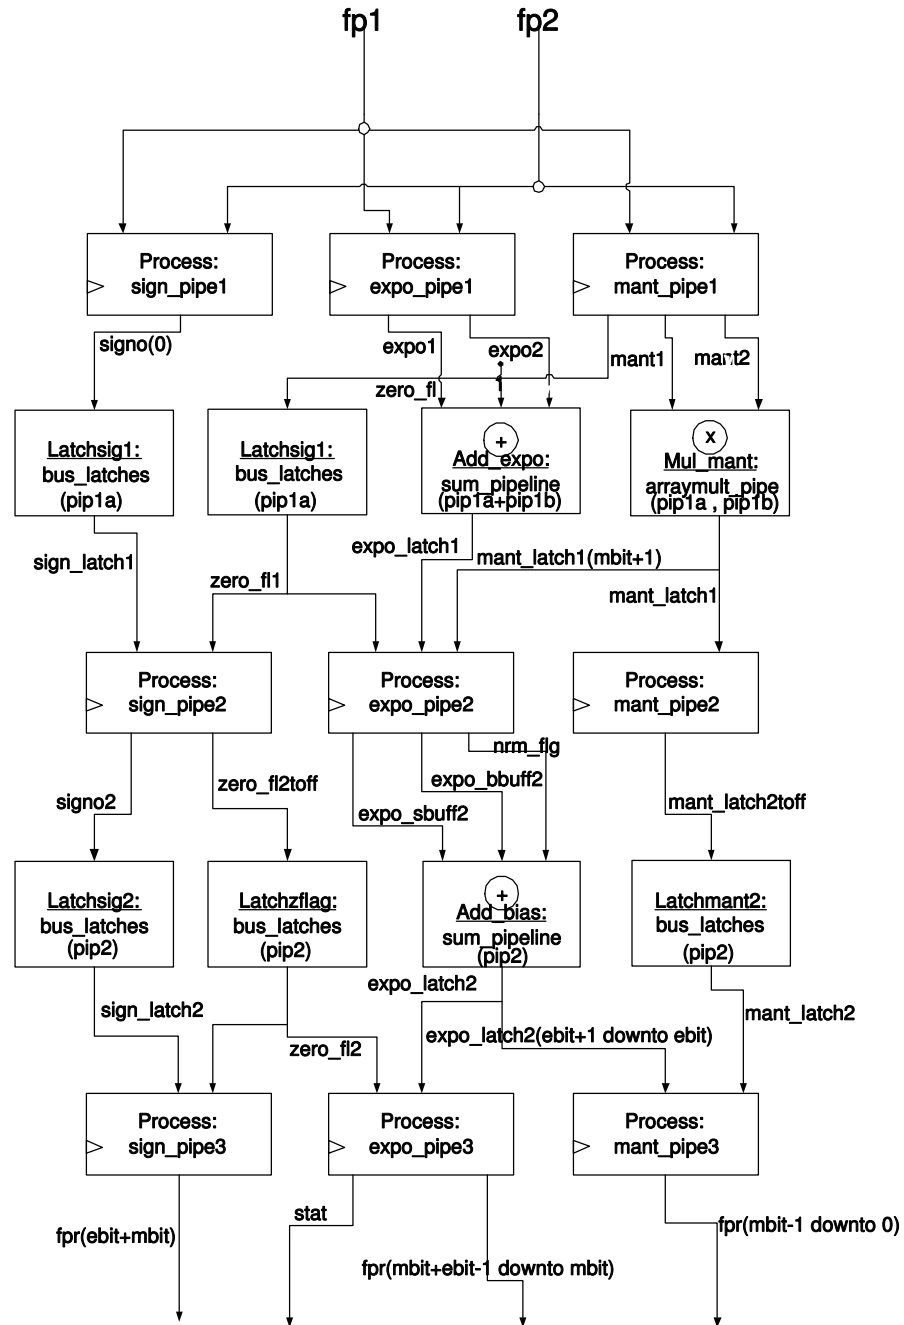 fp1
fp2
Process:
sign_pipe1
Process:
expo_pipe1
Process:
mant_pipe1
signo(0)
expo1
expo2
mant1
mant2
zero_fl
Latchsig1:
bus_latches
(pip1a)
Latchsig1:
bus_latches
(pip1a)
+
Add_expo:
sum_pipeline
(pip1a+pip1b)
x
Mul_mant:
arraymult_pipe
(pip1a , pip1b)
sign_latch1
zero_fl1
expo_latch1
mant_latch1(mbit+1)
mant_latch1
Process:
sign_pipe2
Process:
expo_pipe2
Process:
mant_pipe2
signo2
zero_fl2toff
nrm_flg
expo_bbuff2
expo_sbuff2
mant_latch2toff
Latchsig2:
bus_latches
(pip2)
Latchzflag:
bus_latches
(pip2)
+
Add_bias:
sum_pipeline
(pip2)
Latchmant2:
bus_latches
(pip2)
sign_latch2
zero_fl2
expo_latch2
expo_latch2(ebit+1 downto ebit)
mant_latch2
Process:
sign_pipe3
Process:
expo_pipe3
Process:
mant_pipe3
fpr(ebit+mbit)
stat
fpr(mbit+ebit-1 downto mbit)
fpr(mbit-1 downto 0)